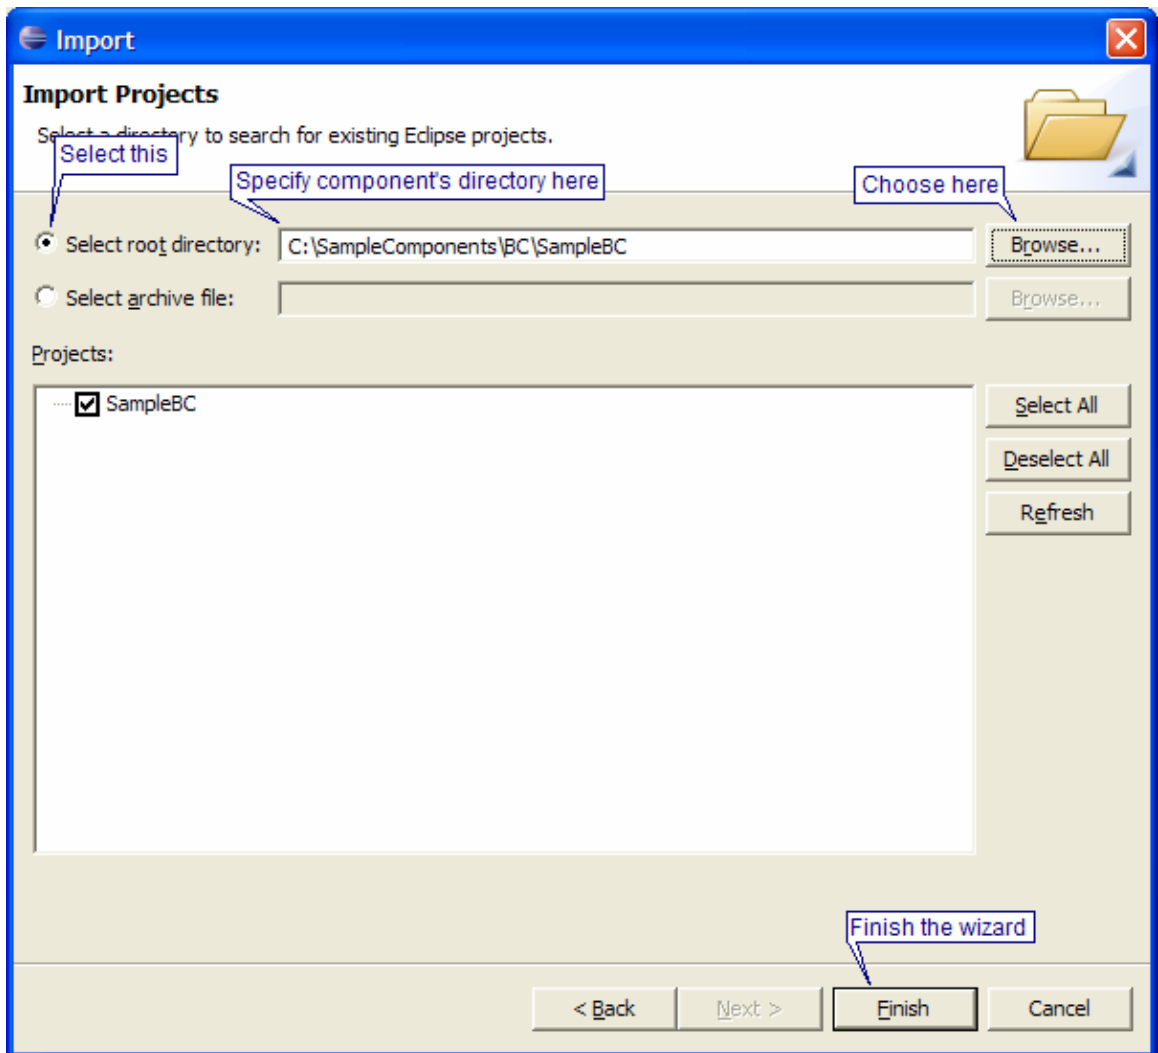 Import
Import Projects
Select a directory to search for existing Eclipse projects.
Select this
Specify component's directory here
Choose here
Select root directory: C:\SampleComponents\BC\SampleBC Browse...
Select archive file: Browse...
Projects:
SampleBC
Select All
Deselect All
Refresh
Finish the wizard
< Back Next > Finish Cancel